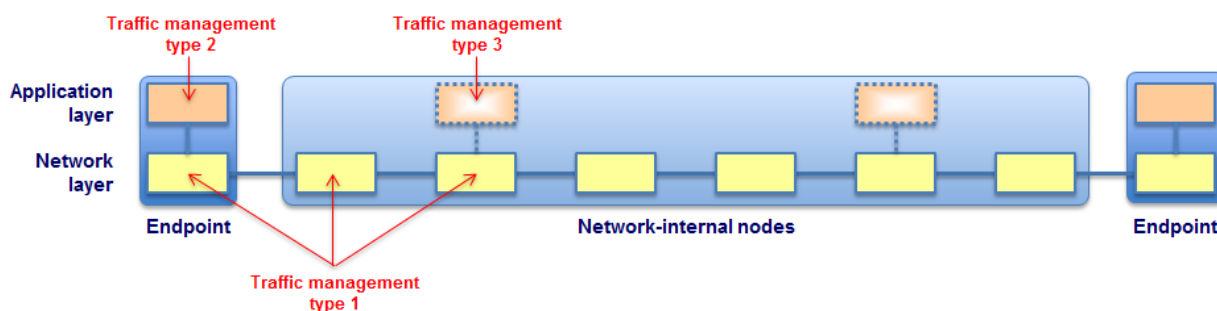 Traffic management
type 2
Traffic management
type 3
Application
layer
Network
layer
Endpoint
Network-internal nodes
Endpoint
Traffic management
type 1